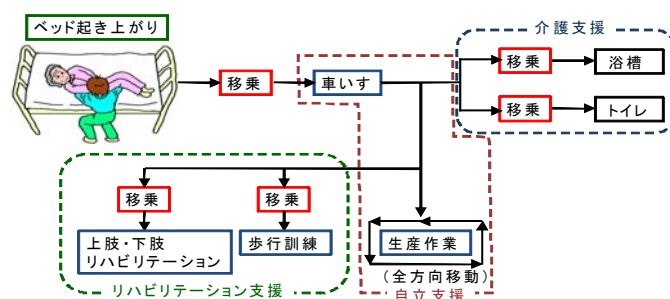 ベッド起き上がり
介護支援
移乗
車いす
移乗
浴槽
移乗
トイレ
移乗
移乗
上肢・下肢
リハビリテーション
歩行訓練
生産作業
(全方向移動)
リハビリテーション支援
自立支援